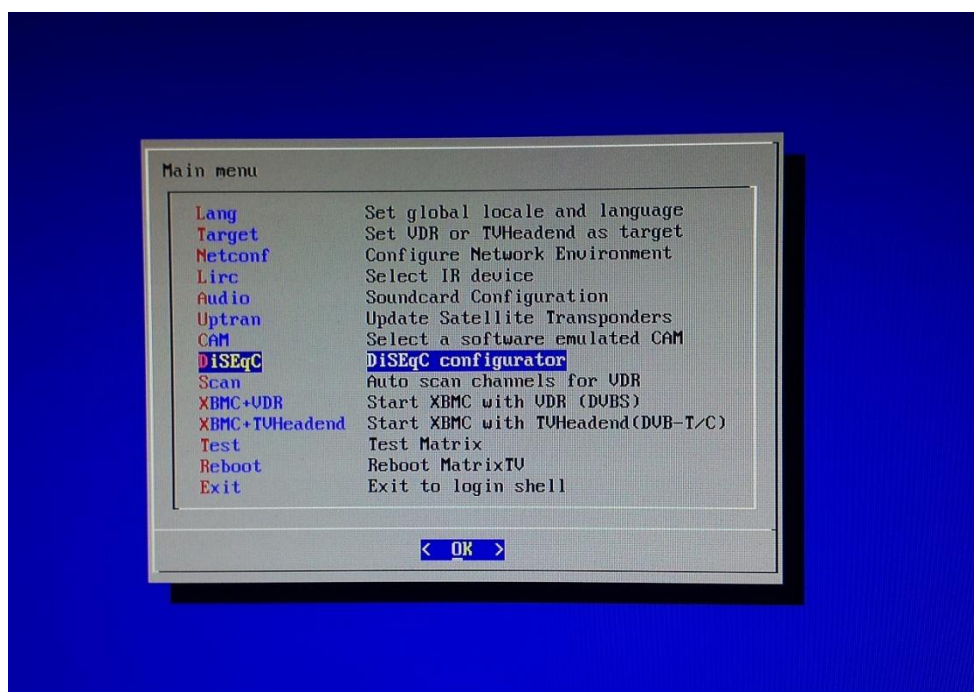 Main menu
Lang Set global locale and language
Target Set VDR or TVHeadend as target
Netconf Configure Network Environment
Lirc Select IR device
Audio Soundcard Configuration
Uptran Update Satellite Transponders
CAM Select a software emulated CAM
DiSEqC DiSEqC configurator
Scan Auto scan channels for VDR
XBMC+VDR Start XBMC with VDR (DVBS)
XBMC+TVHeadend Start XBMC with TVHeadend(DVB-T/C)
Test Test Matrix
Reboot Reboot MatrixTV
Exit Exit to login shell
< OK >